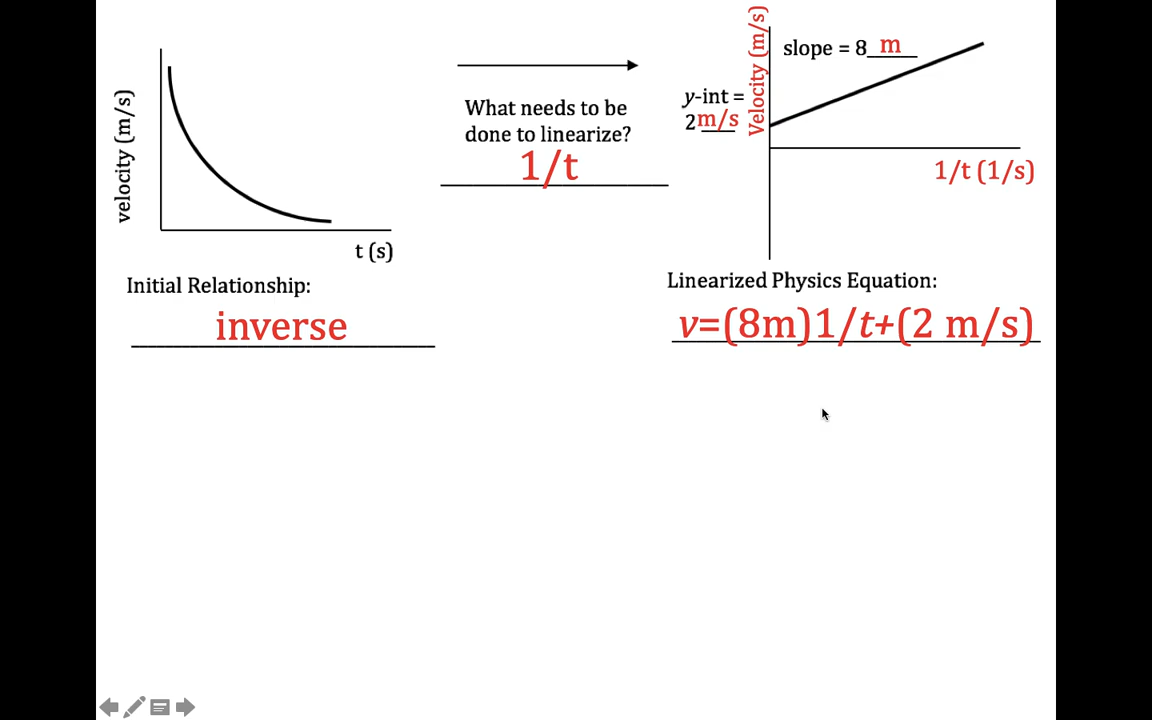 velocity (m/s)
t (s)
Initial Relationship:
inverse
What needs to be
done to linearize?
1/t
Velocity (m/s)
slope = 8 m
y-int =
2 m/s
1/t (1/s)
Linearized Physics Equation:
v=(8m)1/t+(2 m/s)